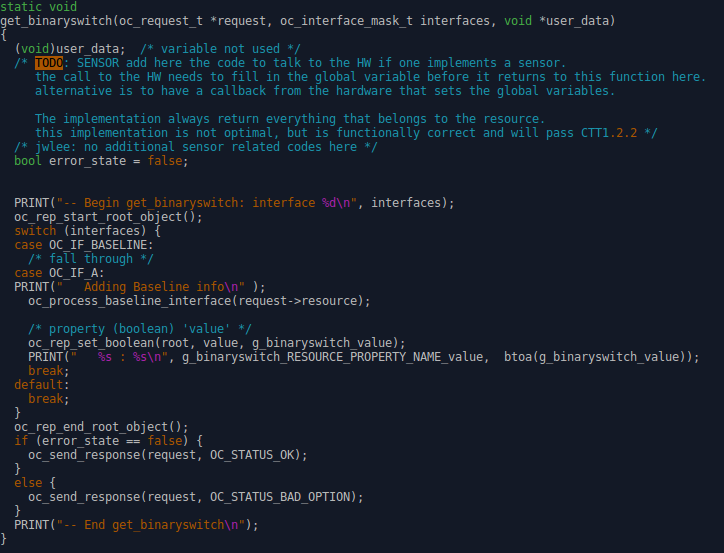 static void
get_binaryswitch(oc_request_t *request, oc_interface_mask_t interfaces, void *user_data)
{
  (void)user_data;  /* variable not used */
  /* TODO: SENSOR add here the code to talk to the HW if one implements a sensor.
     the call to the HW needs to fill in the global variable before it returns to this function here.
     alternative is to have a callback from the hardware that sets the global variables.

     The implementation always return everything that belongs to the resource.
     this implementation is not optimal, but is functionally correct and will pass CTT1.2.2 */
  /* jwlee: no additional sensor related codes here */
  bool error_state = false;


  PRINT("-- Begin get_binaryswitch: interface %d\n", interfaces);
  oc_rep_start_root_object();
  switch (interfaces) {
  case OC_IF_BASELINE:
    /* fall through */
  case OC_IF_A:
  PRINT("   Adding Baseline info\n" );
    oc_process_baseline_interface(request->resource);

    /* property (boolean) 'value' */
    oc_rep_set_boolean(root, value, g_binaryswitch_value);
    PRINT("   %s : %s\n", g_binaryswitch_RESOURCE_PROPERTY_NAME_value,  btoa(g_binaryswitch_value));
    break;
  default:
    break;
  }
  oc_rep_end_root_object();
  if (error_state == false) {
    oc_send_response(request, OC_STATUS_OK);
  }
  else {
    oc_send_response(request, OC_STATUS_BAD_OPTION);
  }
  PRINT("-- End get_binaryswitch\n");
}